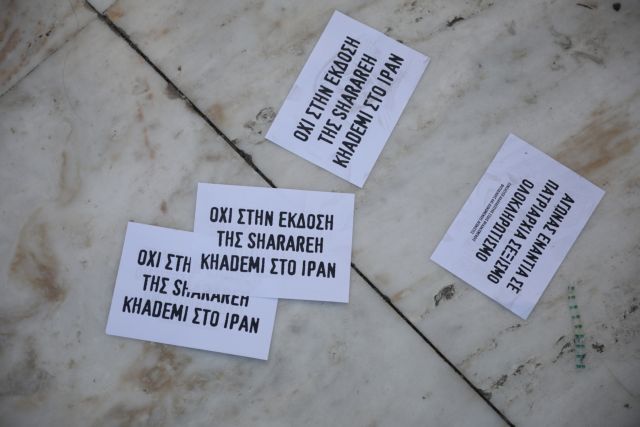 ΟΧΙ ΣΤΗΝ ΕΚΔΟΣΗ
ΤΗΣ SHARAREH
KHADEMI ΣΤΟ ΙΡΑΝ
ΟΧΙ ΣΤΗΝ ΕΚΔΟΣΗ
ΤΗΣ SHARAREH
KHADEMI ΣΤΟ ΙΡΑΝ
ΟΧΙ ΣΤΗ
ΤΗΣ SHARAREH
KHADEMI ΣΤΟ ΙΡΑΝ
ΑΓΩΝΑΣ ΕΝΑΝΤΙΑ ΣΕ
ΠΑΤΡΙΑΡΧΙΑ ΣΕΞΙΣΜΟ
ΟΛΟΚΛΗΡΩΤΙΣΜΟ